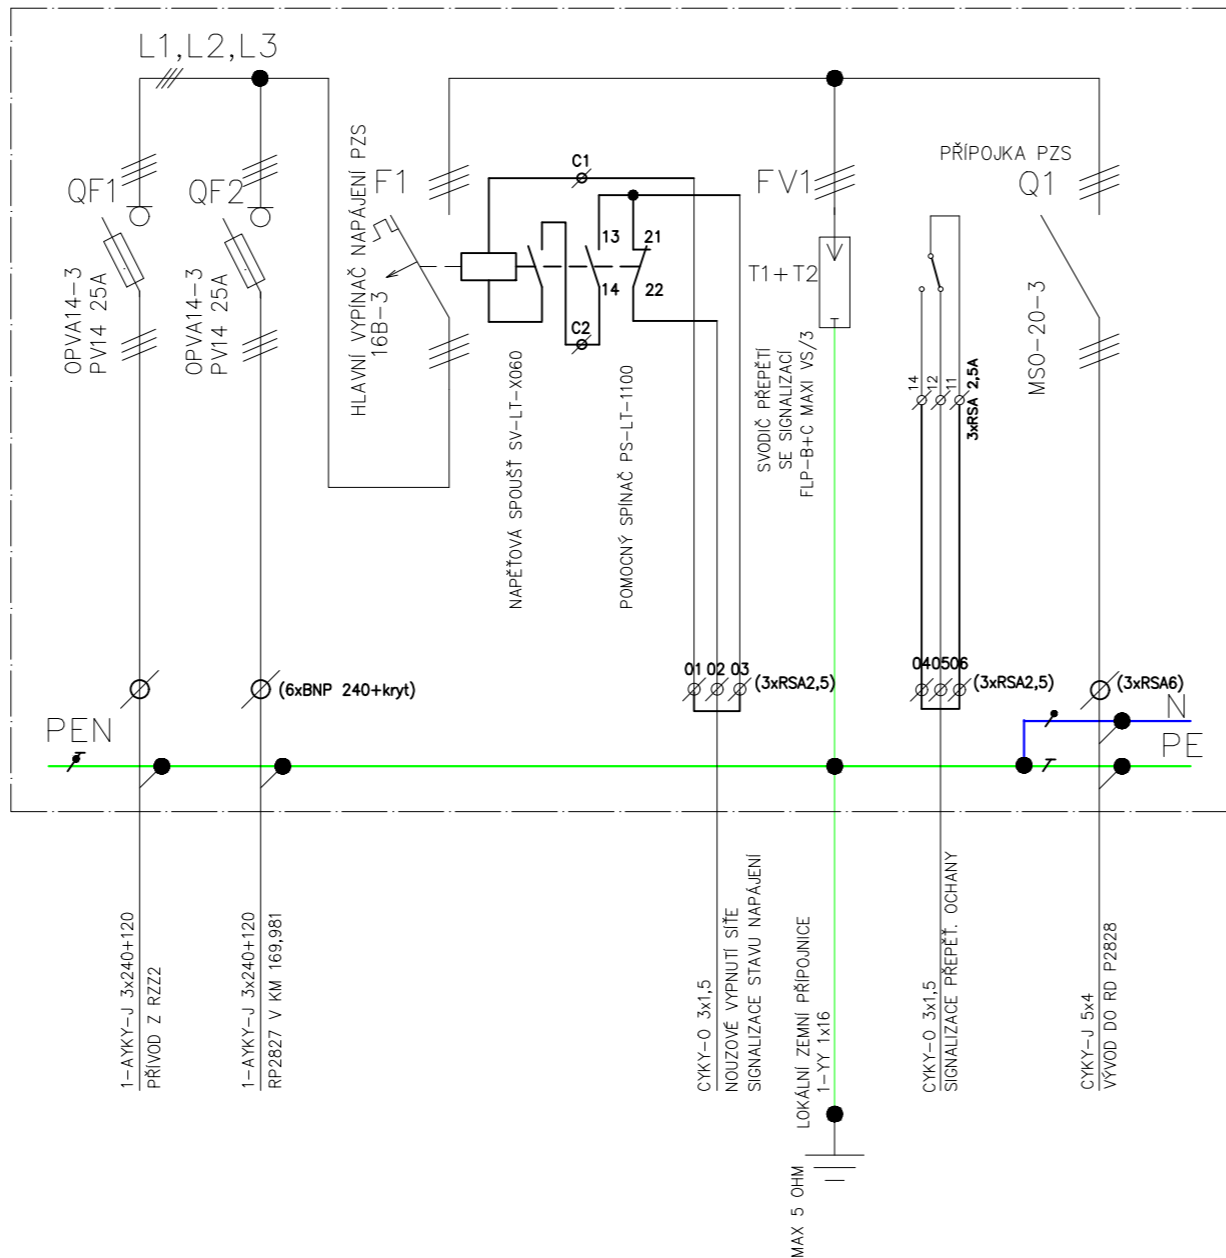 L1,L2,L3
QF1
OPVA14-3
PV14 25A
QF2
OPVA14-3
PV14 25A
HLAVNÍ VYPÍNAČ NAPÁJENÍ PZS
16B-3
F1
C1
13
14
21
22
C2
NAPĚŤOVÁ SPOUŠŤ SV-LT-X060
POMOCNÝ SPÍNAČ PS-LT-1100
FV1
T1+T2
SVODIČ PŘEPĚTÍ
SE SIGNALIZACÍ
FLP-B+C MAXI VS/3
14
12
11
3xRSA 2,5A
PŘÍPOJKA PZS
Q1
MSO-20-3
(6xBNP 240+kryt)
01 02 03
(3xRSA2,5)
040506
(3xRSA2,5)
(3xRSA6)
PEN
N
PE
1-AYKY-J 3x240+120
PŘÍVOD Z RZZ2
1-AYKY-J 3x240+120
RP2827 V KM 169,981
CYKY-O 3x1,5
NOUZOVÉ VYPNUTÍ SÍŤE
SIGNALIZACE STAVU NAPÁJENÍ
LOKÁLNÍ ZEMNÍ PŘÍPOJNICE
1-YY 1x16
MAX 5 OHM
CYKY-O 3x1,5
SIGNALIZACE PŘEPĚŤ. OCHANY
CYKY-J 5x4
VÝVOD DO RD P2828